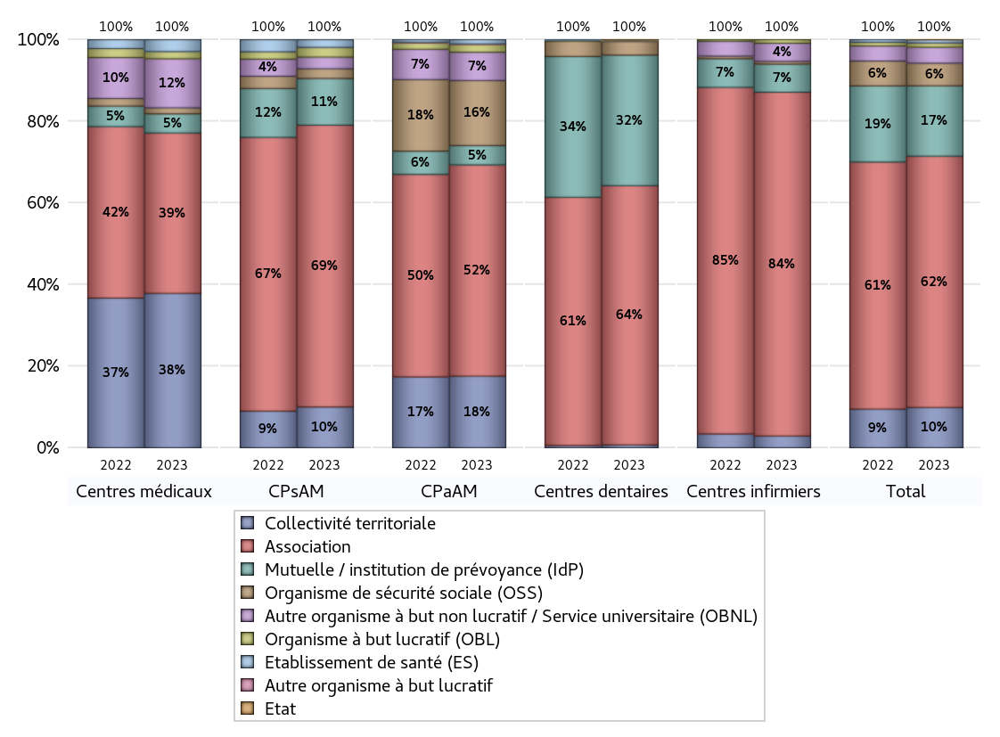 100% 100% 100% 100% 100% 100% 100% 100% 100% 100% 100% 100%
100%
80%
60%
40%
20%
0%
10% 12% 4% 7% 7% 4%
6% 6%
5% 5% 12% 11% 18% 16% 34% 32% 7% 7% 19% 17%
6% 5%
42% 39% 67% 69% 50% 52% 61% 64% 85% 84% 61% 62%
37% 38% 9% 10% 17% 18% 9% 10%
2022 2023 2022 2023 2022 2023 2022 2023 2022 2023 2022 2023
Centres médicaux CPsAM CPaAM Centres dentaires Centres infirmiers Total
Collectivité territoriale
Association
Mutuelle / institution de prévoyance (IdP)
Organisme de sécurité sociale (OSS)
Autre organisme à but non lucratif / Service universitaire (OBNL)
Organisme à but lucratif (OBL)
Etablissement de santé (ES)
Autre organisme à but lucratif
Etat